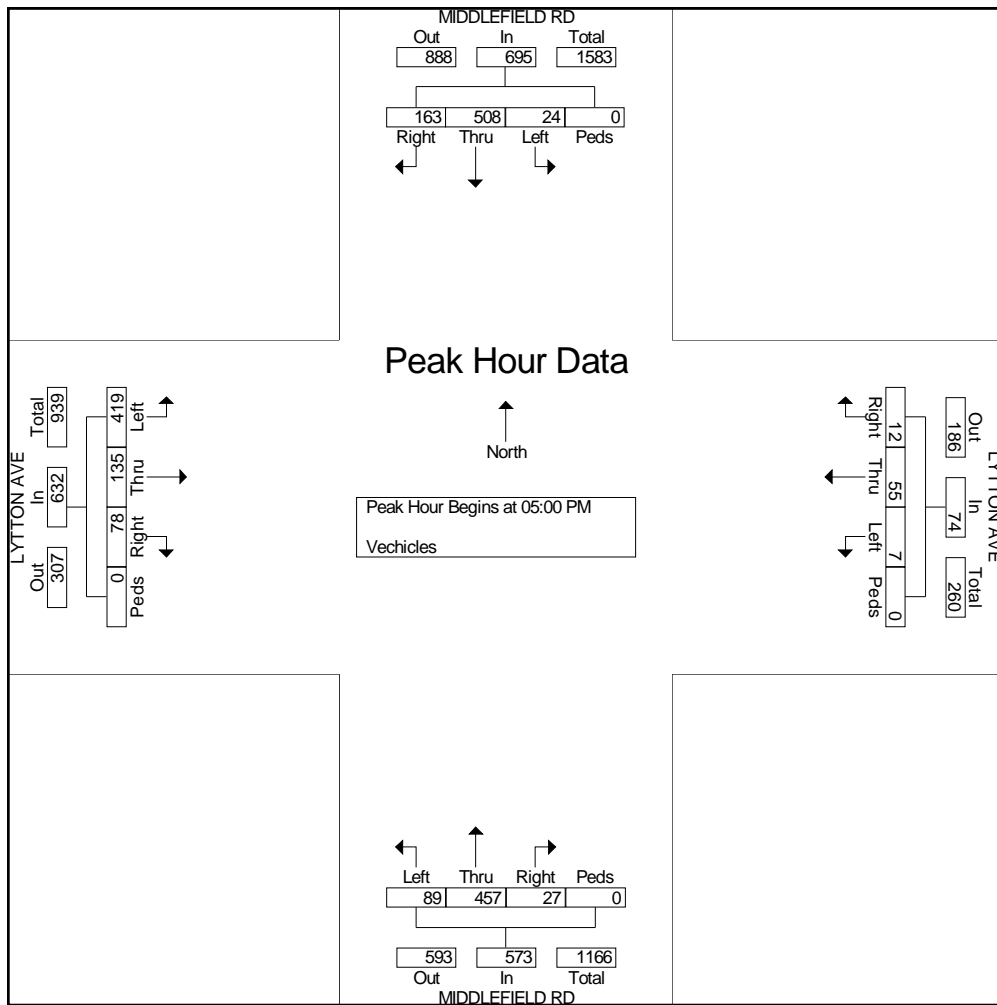 MIDDLEFIELD RD
Out In Total
888 695 1583
163 508 24 0
Right Thru Left Peds
Peak Hour Data
North
Peak Hour Begins at 05:00 PM
Vechicles
LYTTON AVE
Total In Out
939 632 307
419 135 78 0
Left Thru Right Peds
LYTTON AVE
Out In Total
186 74 260
12 55 7 0
Right Thru Left Peds
Left Thru Right Peds
89 457 27 0
593 573 1166
Out In Total
MIDDLEFIELD RD